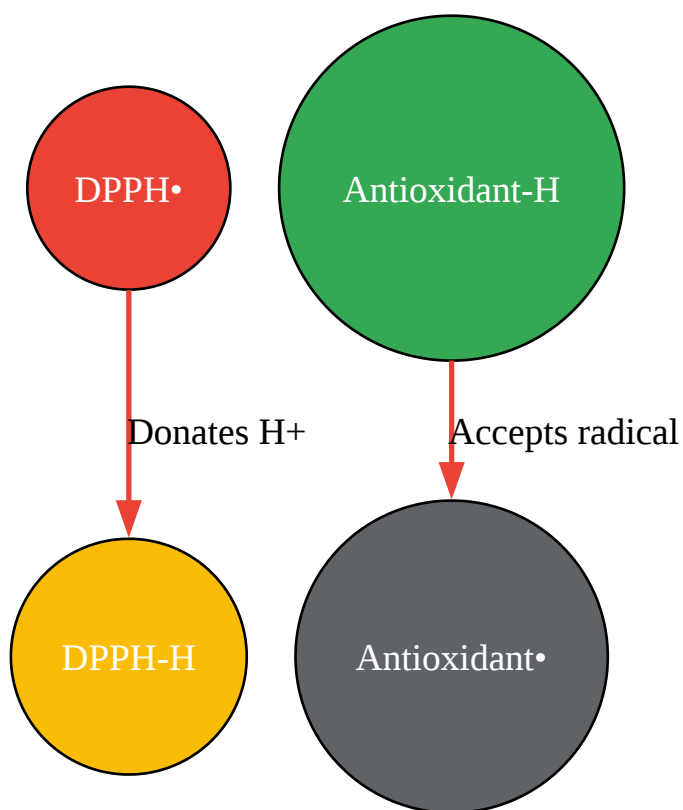 DPPH•
Antioxidant-H
Donates H+
Accepts radical
DPPH-H
Antioxidant•